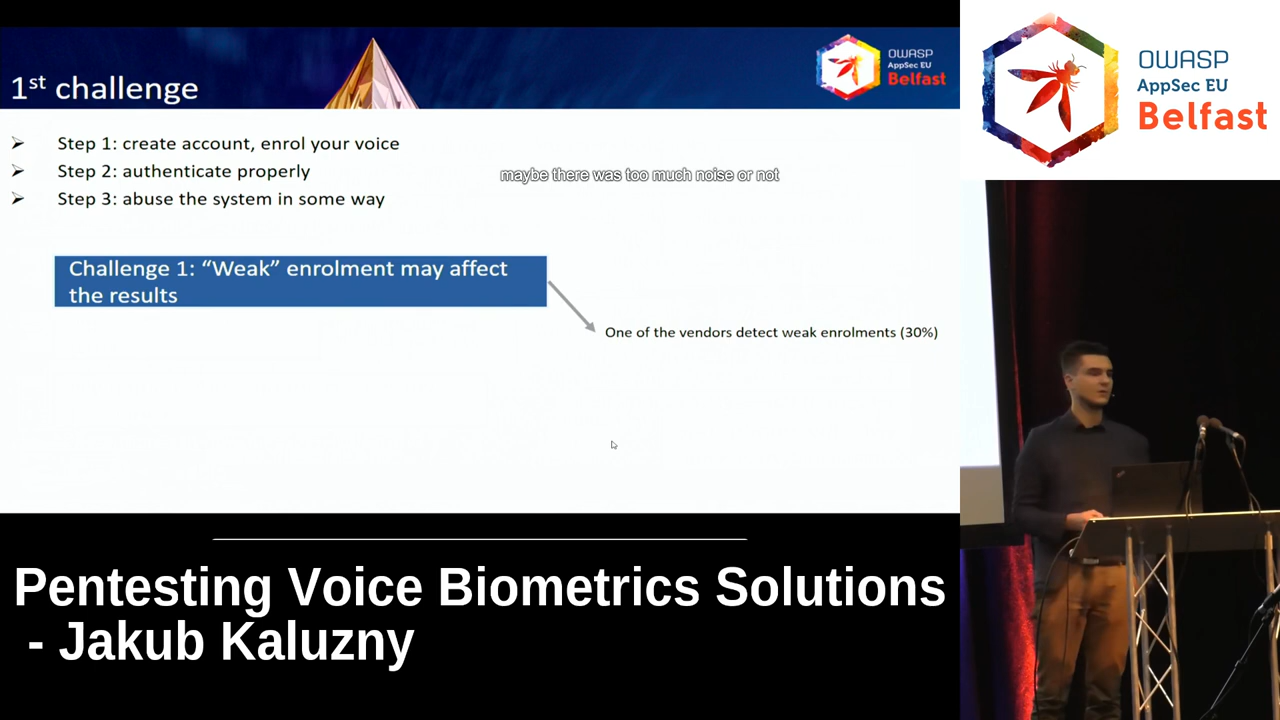 1st challenge
OWASP
AppSec EU
Belfast
➢ Step 1: create account, enrol your voice
➢ Step 2: authenticate properly
➢ Step 3: abuse the system in some way
maybe there was too much noise or not
Challenge 1: “Weak” enrolment may affect
the results
One of the vendors detect weak enrolments (30%)
OWASP
AppSec EU
Belfast
Pentesting Voice Biometrics Solutions
- Jakub Kaluzny